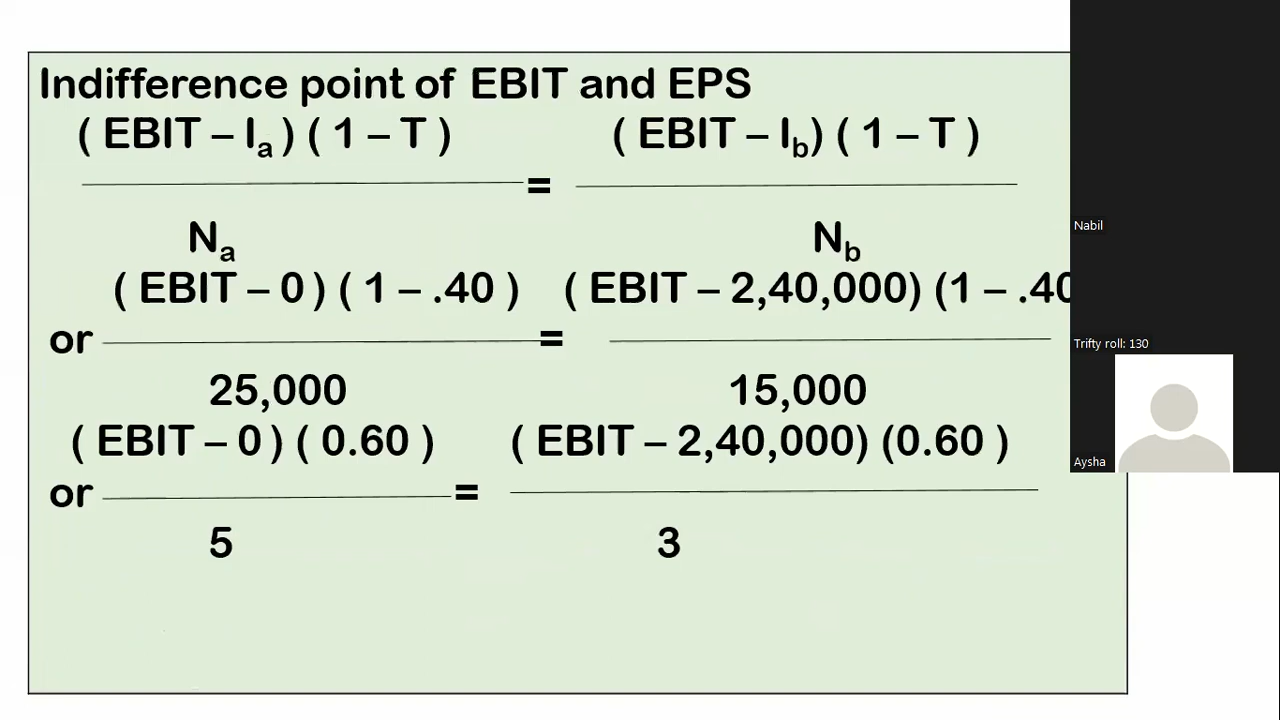 Indifference point of EBIT and EPS
( EBIT – Ia ) ( 1 – T ) ( EBIT – Ib) ( 1 – T )
=
Na Nb
( EBIT – 0 ) ( 1 – .40 ) ( EBIT – 2,40,000) (1 – .40
or =
25,000 15,000
( EBIT – 0 ) ( 0.60 ) ( EBIT – 2,40,000) (0.60 )
or =
5 3
Nabil
Trifty roll: 130
Aysha